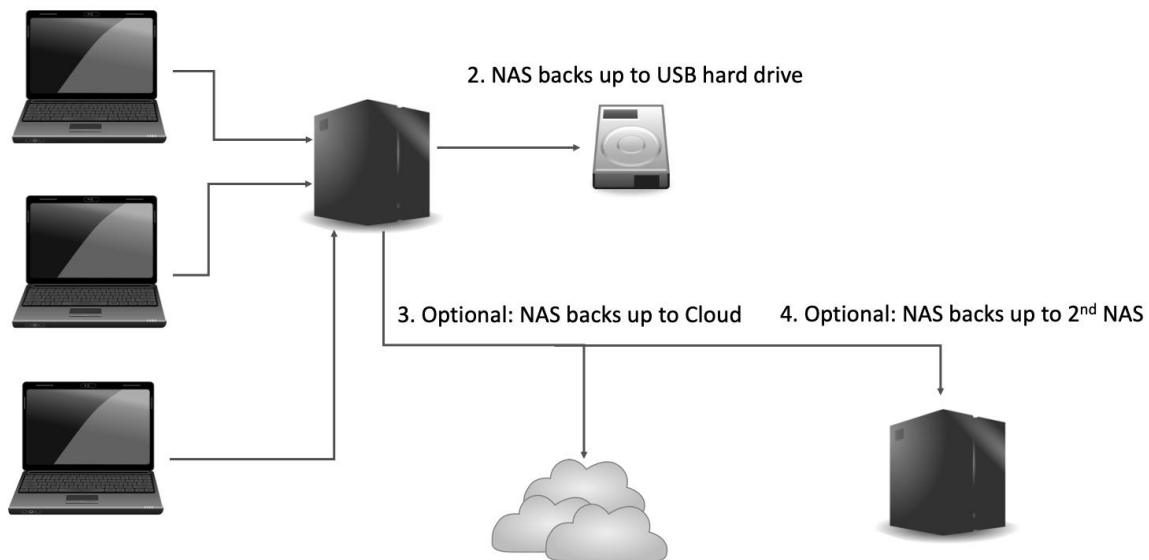 2. NAS backs up to USB hard drive
3. Optional: NAS backs up to Cloud
4. Optional: NAS backs up to 2nd NAS